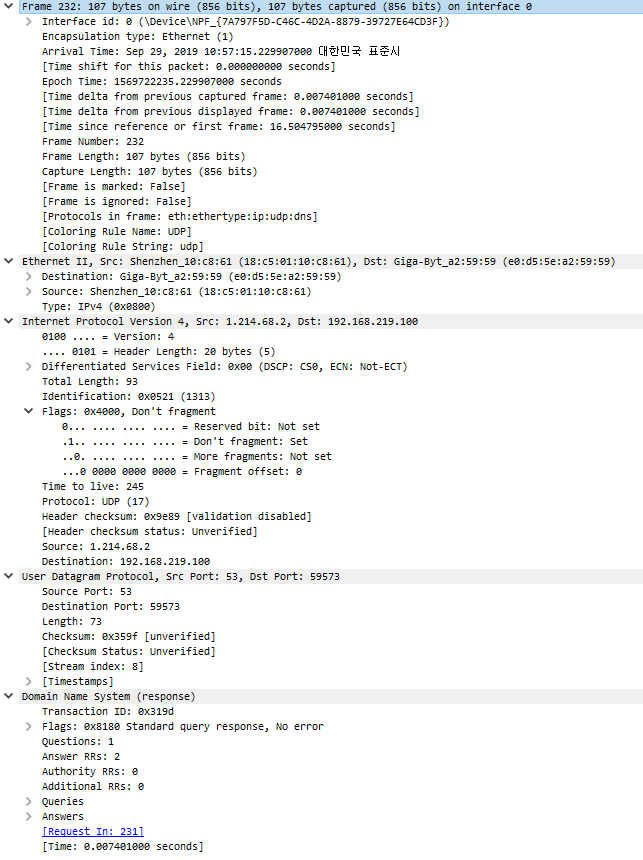 Frame 232: 107 bytes on wire (856 bits), 107 bytes captured (856 bits) on interface 0
Interface id: 0 (\Device\NPF_{7A797F5D-C46C-4D2A-8879-39727E64CD3F})
Encapsulation type: Ethernet (1)
Arrival Time: Sep 29, 2019 10:57:15.229907000 대한민국 표준시
[Time shift for this packet: 0.000000000 seconds]
Epoch Time: 1569722235.229907000 seconds
[Time delta from previous captured frame: 0.007401000 seconds]
[Time delta from previous displayed frame: 0.007401000 seconds]
[Time since reference or first frame: 16.504795000 seconds]
Frame Number: 232
Frame Length: 107 bytes (856 bits)
Capture Length: 107 bytes (856 bits)
[Frame is marked: False]
[Frame is ignored: False]
[Protocols in frame: eth:ethertype:ip:udp:dns]
[Coloring Rule Name: UDP]
[Coloring Rule String: udp]
Ethernet II, Src: Shenzhen_10:c8:61 (18:c5:01:10:c8:61), Dst: Giga-Byt_a2:59:59 (e0:d5:5e:a2:59:59)
Destination: Giga-Byt_a2:59:59 (e0:d5:5e:a2:59:59)
Source: Shenzhen_10:c8:61 (18:c5:01:10:c8:61)
Type: IPv4 (0x0800)
Internet Protocol Version 4, Src: 1.214.68.2, Dst: 192.168.219.100
0100 .... = Version: 4
.... 0101 = Header Length: 20 bytes (5)
Differentiated Services Field: 0x00 (DSCP: CS0, ECN: Not-ECT)
Total Length: 93
Identification: 0x0521 (1313)
Flags: 0x4000, Don't fragment
0... .... .... .... = Reserved bit: Not set
.1.. .... .... .... = Don't fragment: Set
..0. .... .... .... = More fragments: Not set
...0 0000 0000 0000 = Fragment offset: 0
Time to live: 245
Protocol: UDP (17)
Header checksum: 0x9e89 [validation disabled]
[Header checksum status: Unverified]
Source: 1.214.68.2
Destination: 192.168.219.100
User Datagram Protocol, Src Port: 53, Dst Port: 59573
Source Port: 53
Destination Port: 59573
Length: 73
Checksum: 0x359f [unverified]
[Checksum Status: Unverified]
[Stream index: 8]
[Timestamps]
Domain Name System (response)
Transaction ID: 0x319d
Flags: 0x8180 Standard query response, No error
Questions: 1
Answer RRs: 2
Authority RRs: 0
Additional RRs: 0
Queries
Answers
[Request In: 231]
[Time: 0.007401000 seconds]